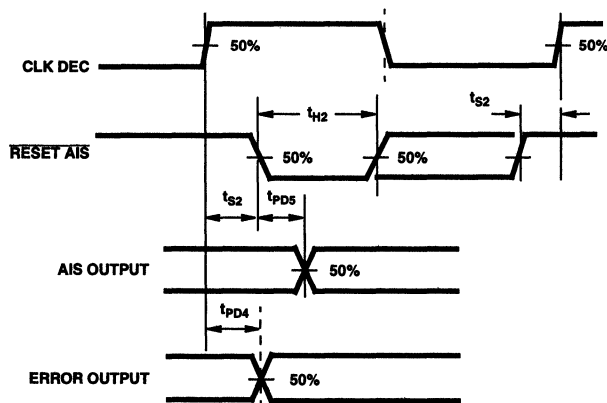 CLK DEC
50%
50%
tH2
tS2
RESET AIS
50%
50%
tS2
tPD5
AIS OUTPUT
50%
tPD4
ERROR OUTPUT
50%